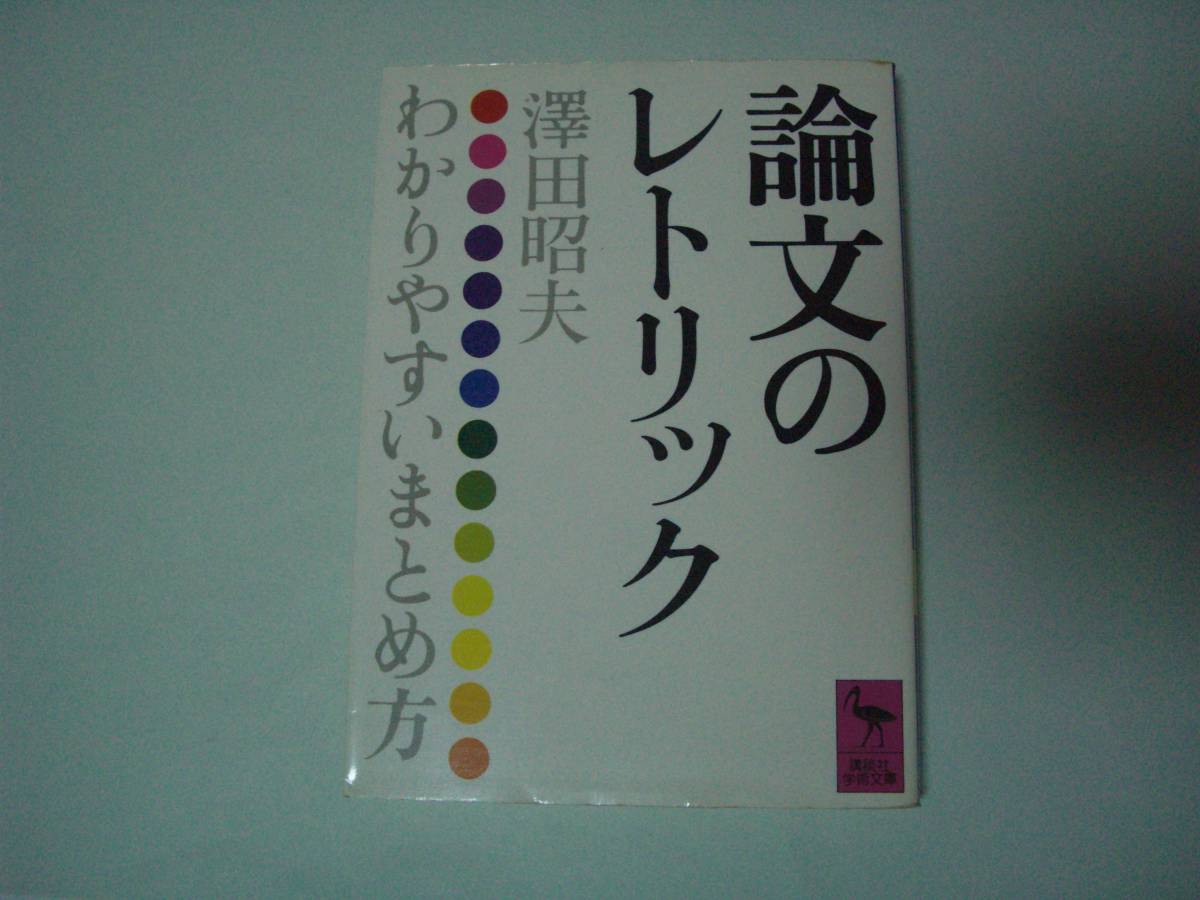 論文の
レトリック
澤田昭夫
わかりやすいまとめ方
講談社
学術文庫